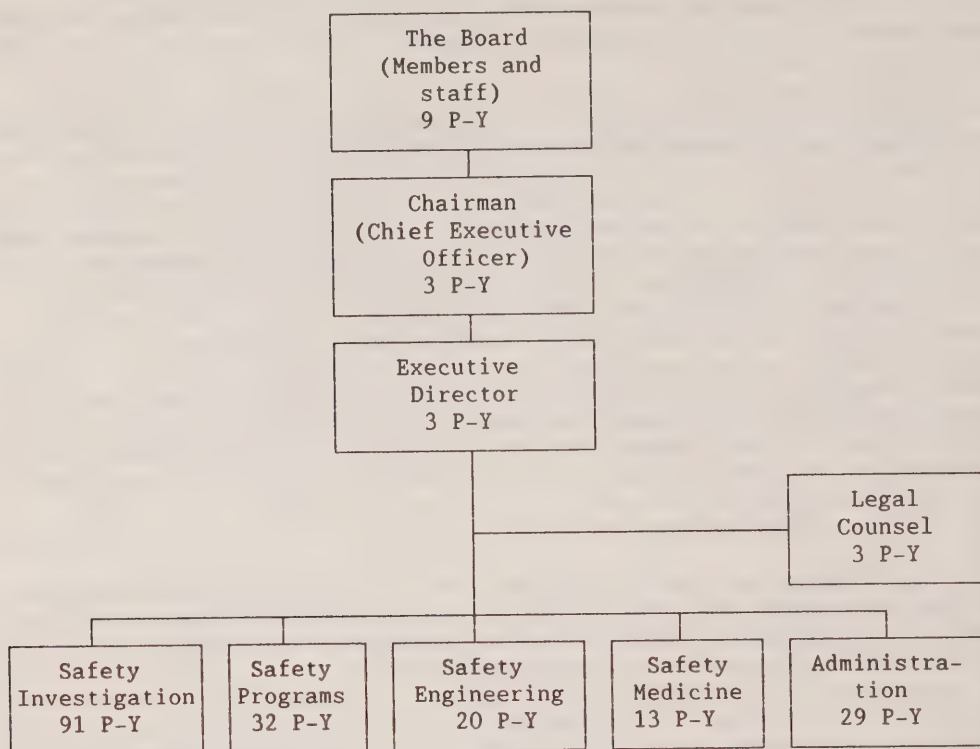 The Board
(Members and
staff)
9 P-Y
Chairman
(Chief Executive
Officer)
3 P-Y
Executive
Director
3 P-Y
Legal
Counsel
3 P-Y
Safety
Investigation
91 P-Y
Safety
Programs
32 P-Y
Safety
Engineering
20 P-Y
Safety
Medicine
13 P-Y
Administra-
tion
29 P-Y